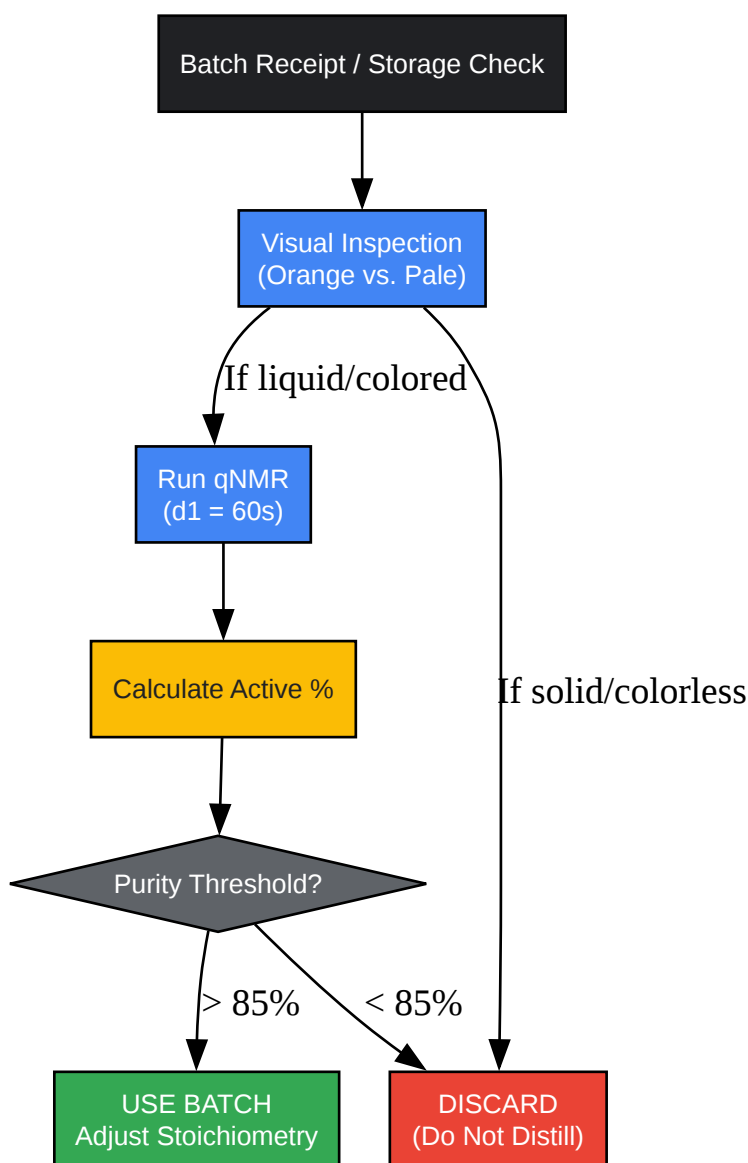 Batch Receipt / Storage Check
Visual Inspection
(Orange vs. Pale)
If liquid/colored
Run qNMR
(d1 = 60s)
Calculate Active %
If solid/colorless
Purity Threshold?
> 85%
< 85%
USE BATCH
Adjust Stoichiometry
DISCARD
(Do Not Distill)